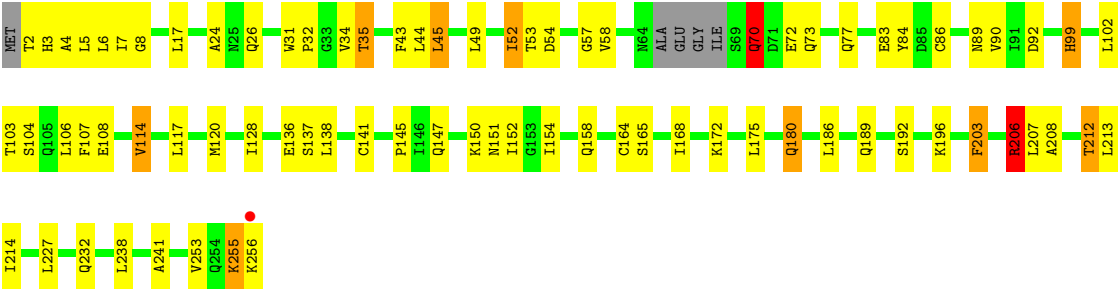 MET T2 H3 A4 L5 L6 I7 G8 L17 A24 N25 Q26 W31 P32 G33 V34 T35 F43 L44 L45 L49 I52 T53 D54 G57 V58 N64 ALA GLU GLY ILE S69 Q70 D71 E72 Q73 Q77 E83 Y84 D85 C86 N89 V90 I91 D92 H99 L102
T103 S104 Q105 L106 F107 E108 V114 L117 M120 I128 E136 S137 L138 C141 P145 I146 Q147 K150 N151 I152 G153 I154 Q158 C164 S165 I168 K172 L175 Q180 L186 Q189 S192 K196 F203 R206 L207 A208 T212 L213
I214 L227 Q232 L238 A241 V253 Q254 K255 K256